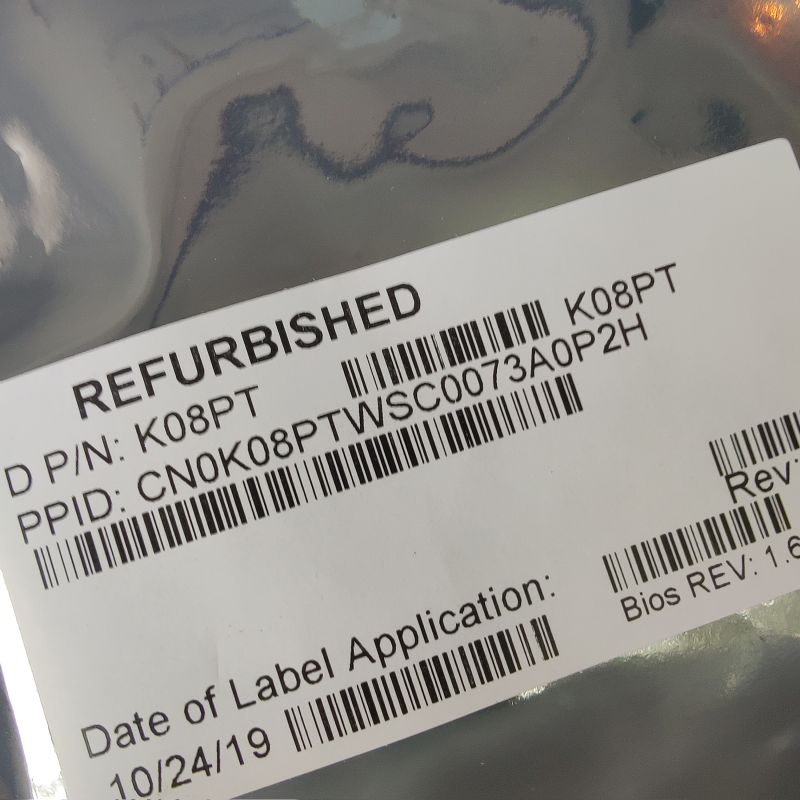 REFURBISHED
D P/N: K08PT K08PT
PPID: CN0K08PTWSC0073A0P2H
Rev:
Bios REV: 1.6
Date of Label Application:
10/24/19